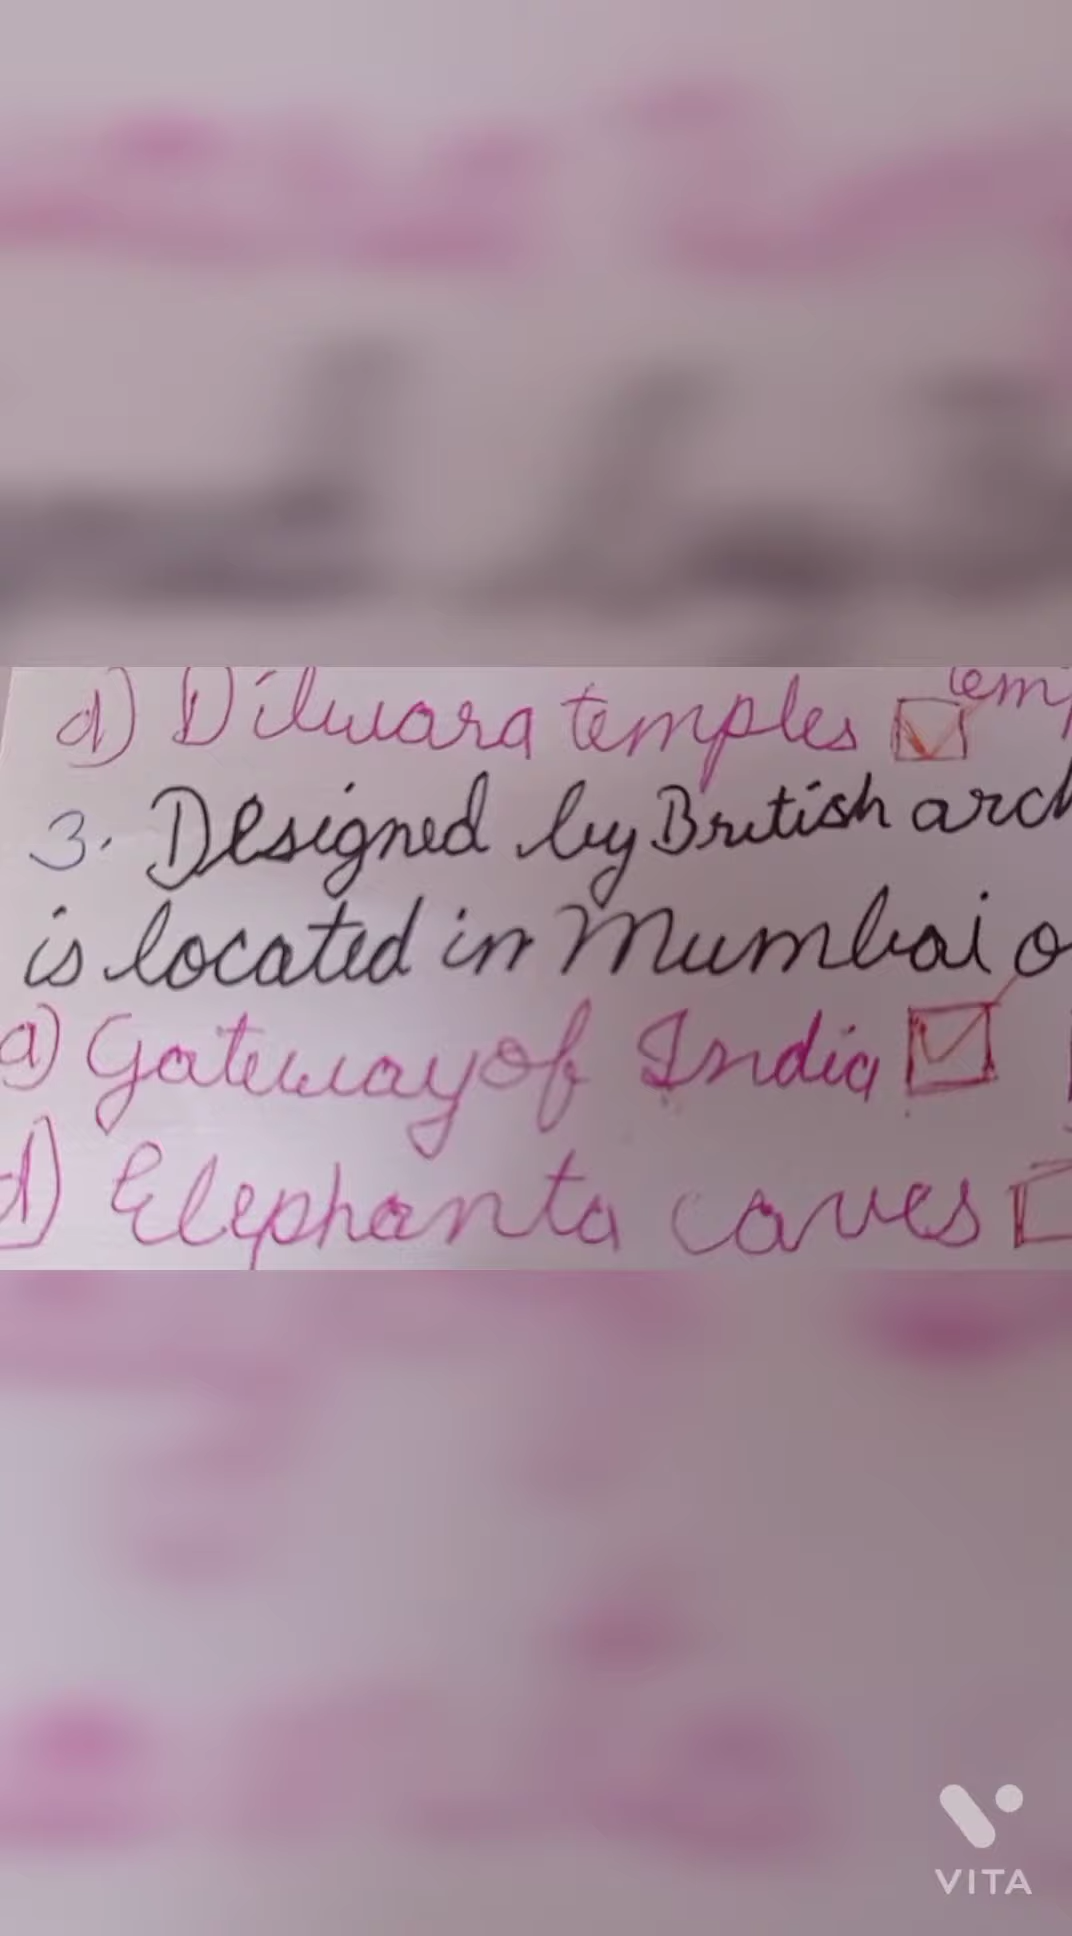 d) Dilwara temples
3. Designed by British
is located in Mumbai
a) Gateway of India
d) Elephanta caves
VITA